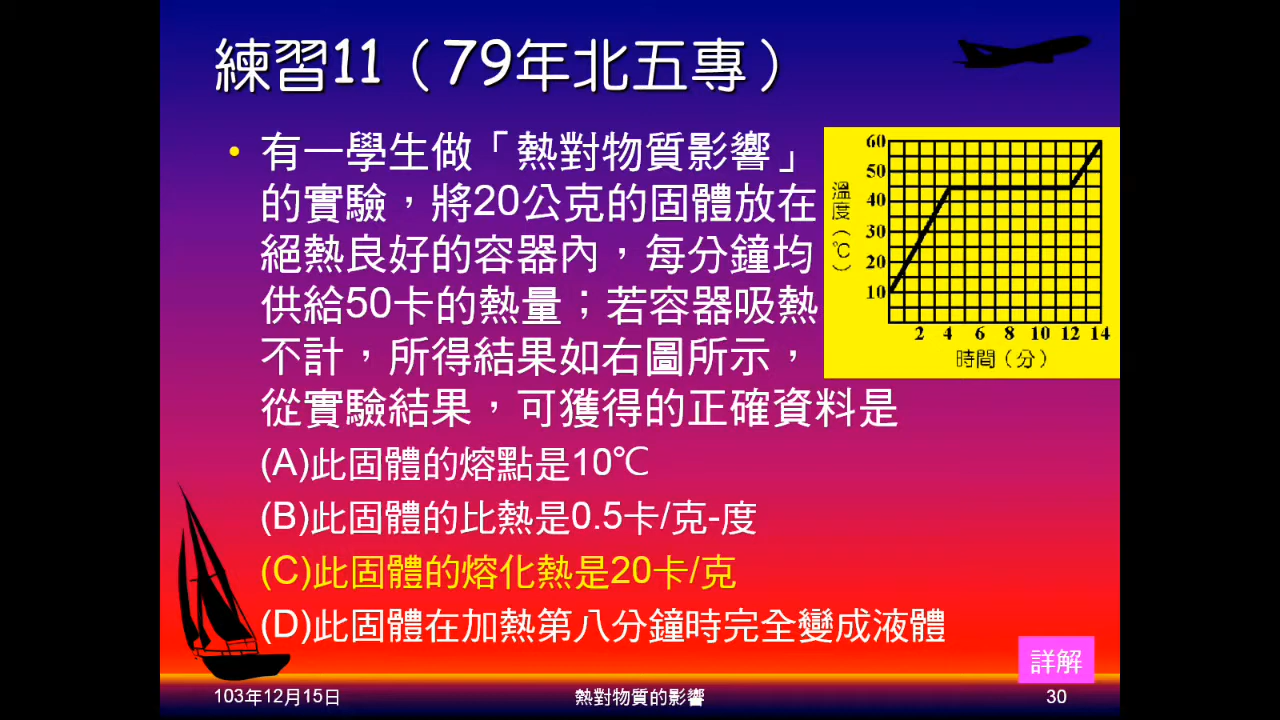 練習11（79年北五專）
• 有一學生做「熱對物質影響」
的實驗，將20公克的固體放在
絕熱良好的容器內，每分鐘均
供給50卡的熱量；若容器吸熱
不計，所得結果如右圖所示，
從實驗結果，可獲得的正確資料是
(A)此固體的熔點是10℃
(B)此固體的比熱是0.5卡/克-度
(C)此固體的熔化熱是20卡/克
(D)此固體在加熱第八分鐘時完全變成液體
溫度（℃）
60
50
40
30
20
10
2 4 6 8 10 12 14
時間（分）
詳解
103年12月15日
熱對物質的影響
30